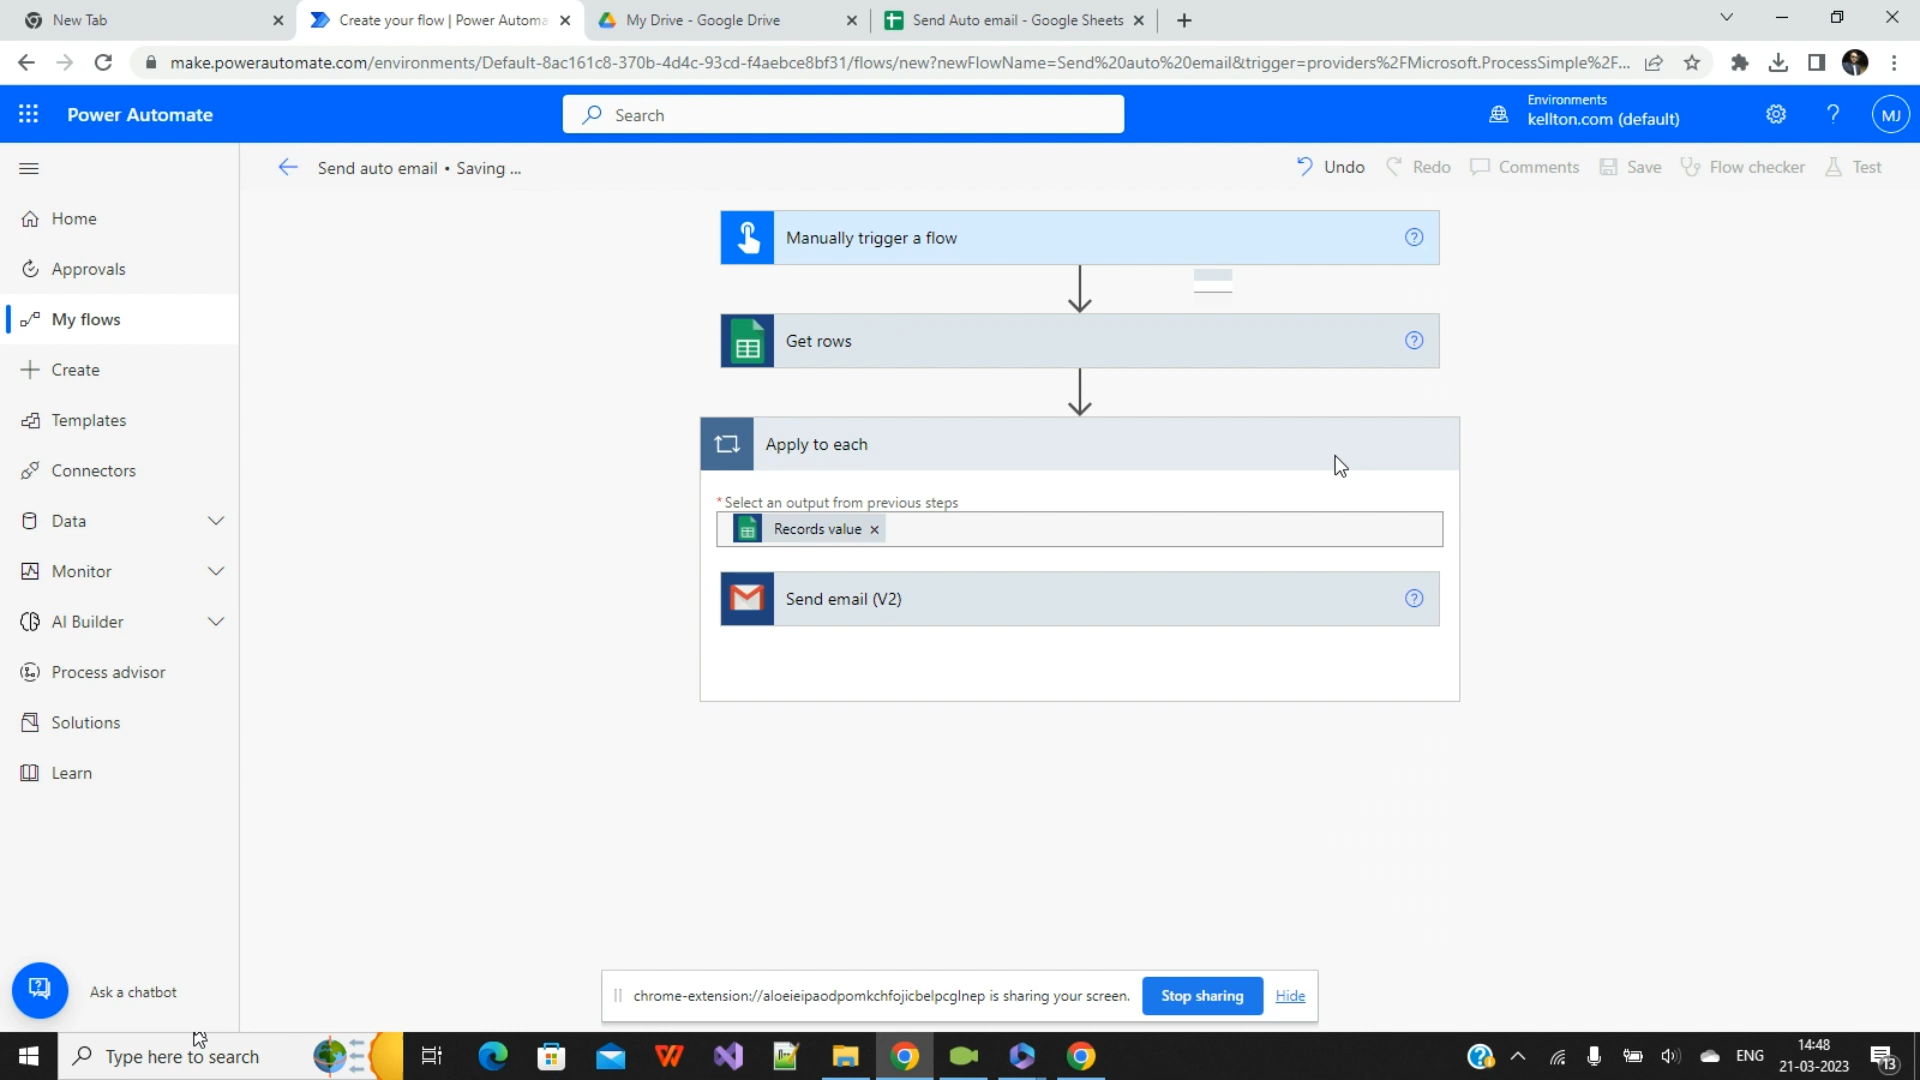 New Tab
Create your flow | Power Automa
My Drive - Google Drive
Send Auto email - Google Sheets
make.powerautomate.com/environments/Default-8ac161c8-370b-4d4c-93cd-f4aebce8bf31/flows/new?newFlowName=Send%20auto%20email&trigger=providers%2FMicrosoft.ProcessSimple%2F...
Power Automate
Search
Environments
kellton.com (default)
MJ
Send auto email • Saving ...
Undo
Redo
Comments
Save
Flow checker
Test
Home
Approvals
My flows
Create
Templates
Connectors
Data
Monitor
AI Builder
Process advisor
Solutions
Learn
Ask a chatbot
Manually trigger a flow
Get rows
Apply to each
* Select an output from previous steps
Records value
Send email (V2)
chrome-extension://aloeieipaodpomkchfojicbelpcglnep is sharing your screen.
Stop sharing
Hide
Type here to search
ENG
14:48
21-03-2023
13